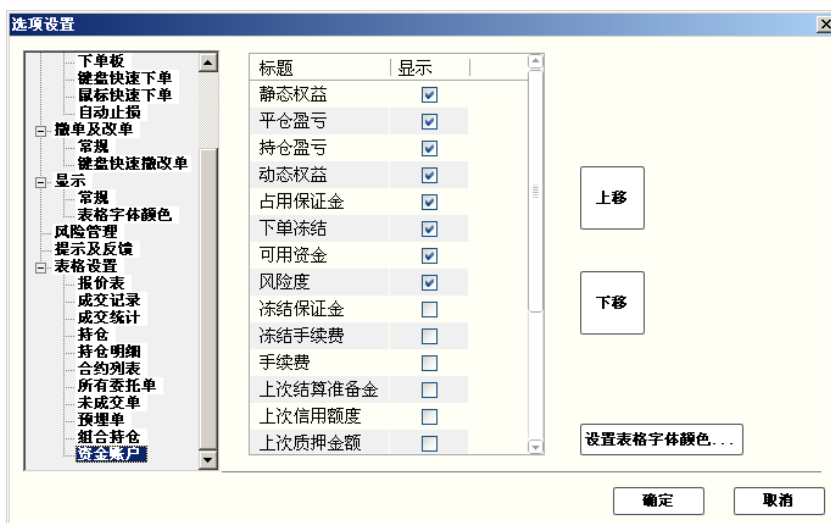 选项设置
下单板
键盘快速下单
鼠标快速下单
自动止损
撤单及改单
常规
键盘快速撤改单
显示
常规
表格字体颜色
风险管理
提示及反馈
表格设置
报价表
成交记录
成交统计
持仓
持仓明细
合约列表
所有委托单
未成交单
预埋单
组合持仓
资金账户
标题 显示
静态权益
平仓盈亏
持仓盈亏
动态权益
占用保证金
下单冻结
可用资金
风险度
冻结保证金
冻结手续费
手续费
上次结算准备金
上次信用额度
上次质押金额
上移
下移
设置表格字体颜色...
确定 取消